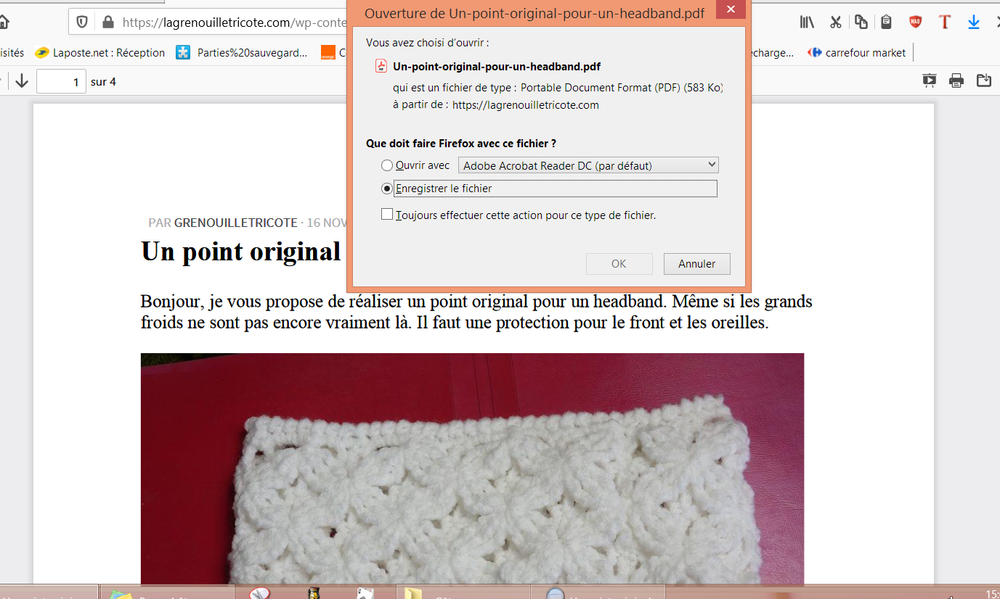 Ouverture de Un-point-original-pour-un-headband.pdf
https://lagrenouilletricote.com/wp-conte
WAB
T
isités
Laposte.net : Réception
Parties%20sauvegard...
orange
écharge...
carrefour market
1 sur 4
Vous avez choisi d’ouvrir :
Un-point-original-pour-un-headband.pdf
qui est un fichier de type : Portable Document Format (PDF) (583 Ko)
à partir de : https://lagrenouilletricote.com
Que doit faire Firefox avec ce fichier ?
Ouvrir avec Adobe Acrobat Reader DC (par défaut)
Enregistrer le fichier
Toujours effectuer cette action pour ce type de fichier.
OK Annuler
PAR GRENOUILLETRICOTE · 16 NOV
Un point original
Bonjour, je vous propose de réaliser un point original pour un headband. Même si les grands
froids ne sont pas encore vraiment là. Il faut une protection pour le front et les oreilles.
15: